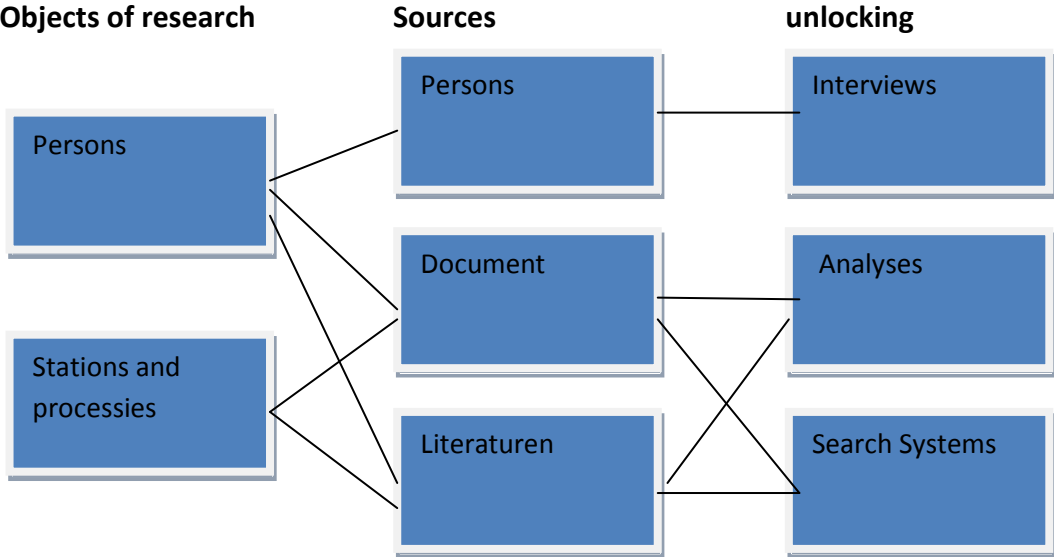 Objects of research
Sources
unlocking
Persons
Interviews
Persons
Document
Analyses
Stations and
processies
Literaturen
Search Systems